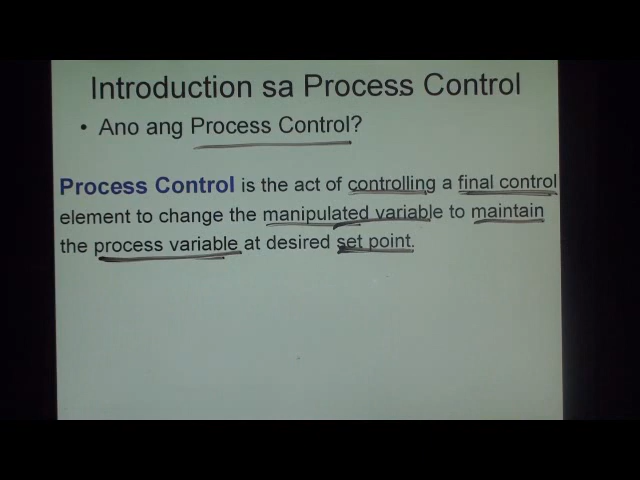 Introduction sa Process Control
• Ano ang Process Control?
Process Control is the act of controlling a final control
element to change the manipulated variable to maintain
the process variable at desired set point.